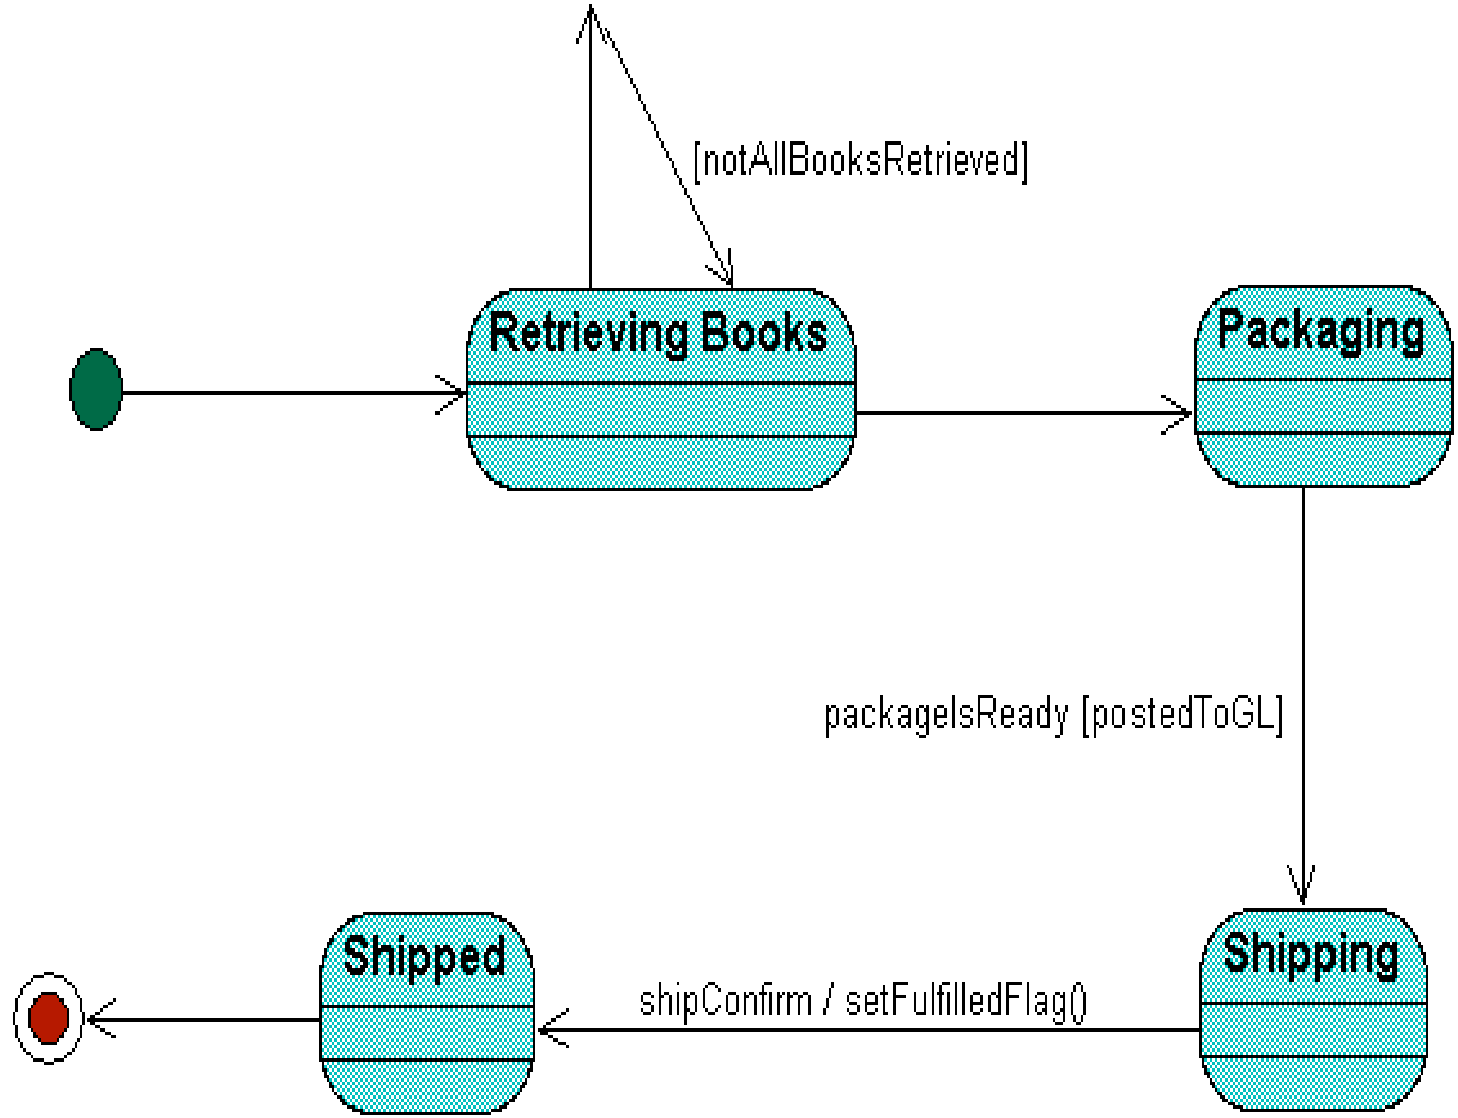 [notAllBooksRetrieved]
Retrieving Books
Packaging
packageIsReady [postedToGL]
Shipped
shipConfirm / setFulfilledFlag()
Shipping